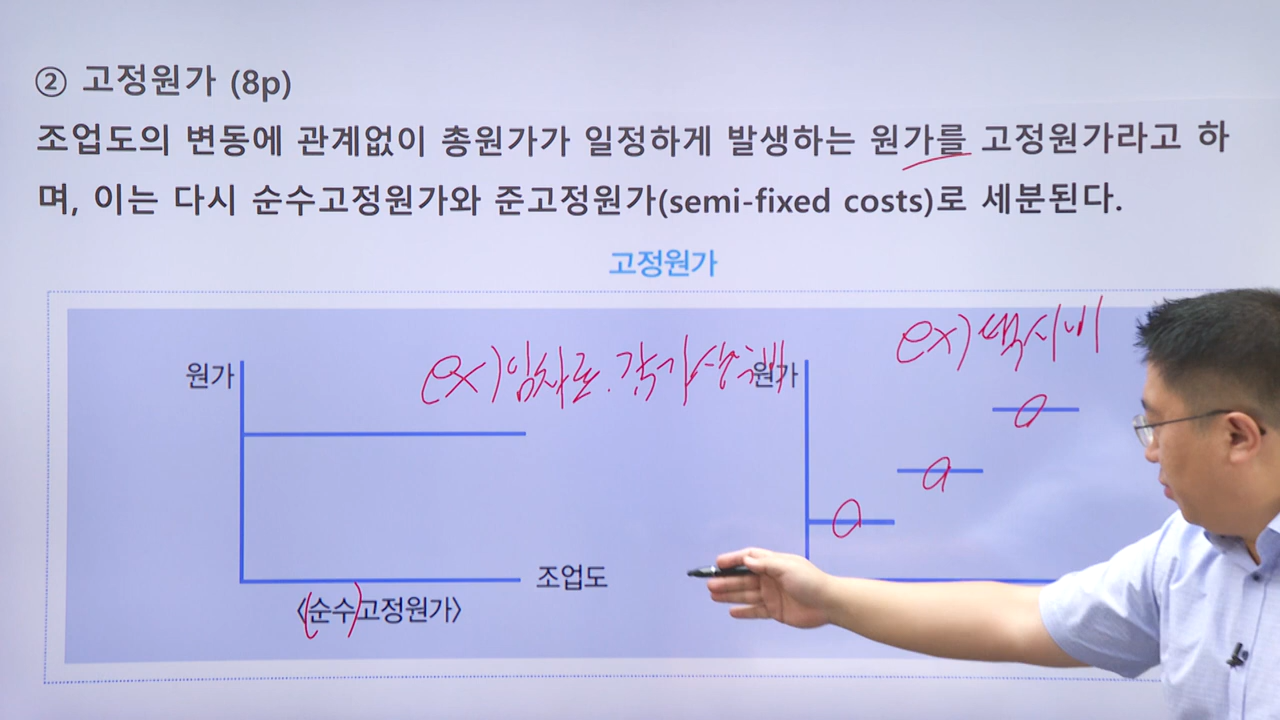 ② 고정원가 (8p)
조업도의 변동에 관계없이 총원가가 일정하게 발생하는 원가를 고정원가라고 하
며, 이는 다시 순수고정원가와 준고정원가(semi-fixed costs)로 세분된다.
고정원가
원가
ex) 임차료. 감가상각비
원가
ex) 택시비
조업도
〈(순수)고정원가〉